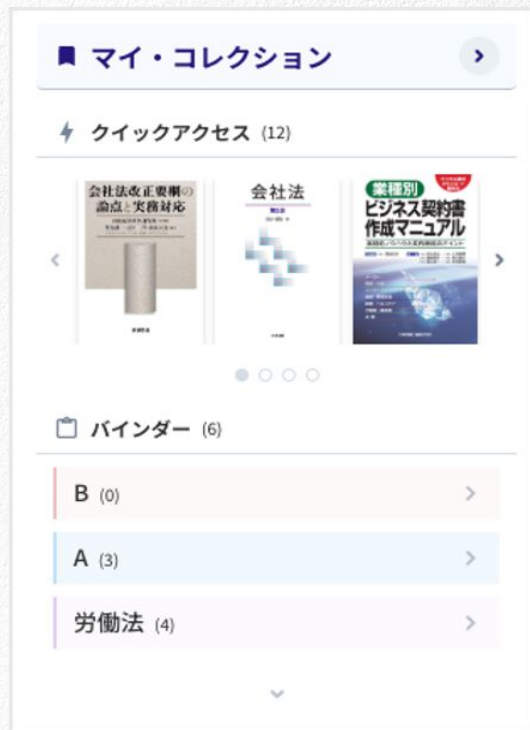 マイ・コレクション
クイックアクセス (12)
会社法改正要綱の
論点と実務対応
会社法
業種別
ビジネス契約書
作成マニュアル
バインダー (6)
B (0)
A (3)
労働法 (4)